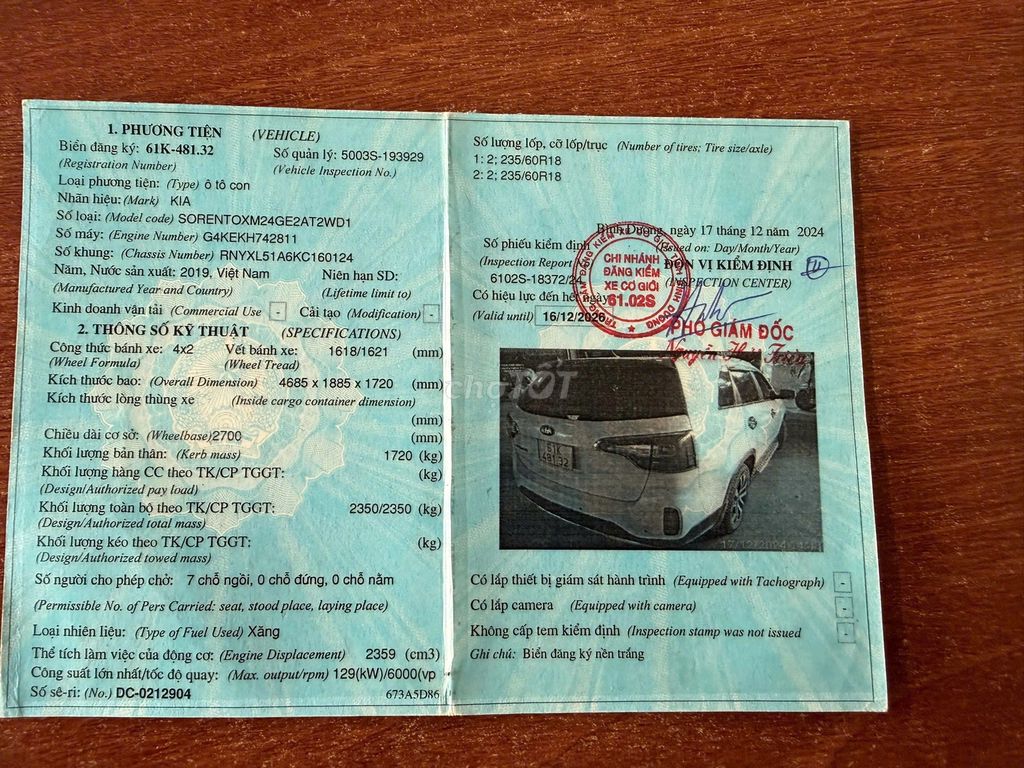 1. PHƯƠNG TIỆN (VEHICLE)
Biển đăng ký: 61K-481.32
(Registration Number)
Số quản lý: 5003S-193929
(Vehicle Inspection No.)
Loại phương tiện: (Type) ô tô con
Nhãn hiệu: (Mark) KIA
Số loại: (Model code) SORENTOXM24GE2AT2WD1
Số máy: (Engine Number) G4KEKH742811
Số khung: (Chassis Number) RNYXL51A6KC160124
Năm, Nước sản xuất: 2019, Việt Nam Niên hạn SD:
(Manufactured Year and Country) (Lifetime limit to)
Kinh doanh vận tải (Commercial Use - Cải tạo (Modification) -
2. THÔNG SỐ KỸ THUẬT (SPECIFICATIONS)
Công thức bánh xe: 4x2 Vết bánh xe: 1618/1621 (mm)
(Wheel Formula) (Wheel Tread)
Kích thước bao: (Overall Dimension) 4685 x 1885 x 1720 (mm)
Kích thước lòng thùng xe (Inside cargo container dimension)
(mm)
Chiều dài cơ sở: (Wheelbase) 2700 (mm)
Khối lượng bản thân: (Kerb mass) 1720 (kg)
Khối lượng hàng CC theo TK/CP TGGT: (kg)
(Design/Authorized pay load)
Khối lượng toàn bộ theo TK/CP TGGT: 2350/2350 (kg)
(Design/Authorized total mass)
Khối lượng kéo theo TK/CP TGGT: (kg)
(Design/Authorized towed mass)
Số người cho phép chở: 7 chỗ ngồi, 0 chỗ đứng, 0 chỗ nằm
(Permissible No. of Pers Carried: seat, stood place, laying place)
Loại nhiên liệu: (Type of Fuel Used) Xăng
Thể tích làm việc của động cơ: (Engine Displacement) 2359 (cm3)
Công suất lớn nhất/tốc độ quay: (Max. output/rpm) 129(kW)/6000(vp
Số sê-ri: (No.) DC-0212904 673A5D86
Số lượng lốp, cỡ lốp/trục (Number of tires; Tire size/axle)
1: 2; 235/60R18
2: 2; 235/60R18
Bình Dương, ngày 17 tháng 12 năm 2024
(Issued on: Day/Month/Year)
Số phiếu kiểm định
(Inspection Report
6102S-18372/24
ĐƠN VỊ KIỂM ĐỊNH
(INSPECTION CENTER)
Có hiệu lực đến hết ngày
(Valid until) 16/12/2026
CHI NHÁNH
ĐĂNG KIỂM
XE CƠ GIỚI
61.02S
PHÓ GIÁM ĐỐC
chợTỐT
KIA
61K
481.32
17/12/2024
Có lắp thiết bị giám sát hành trình (Equipped with Tachograph) -
Có lắp camera (Equipped with camera) -
Không cấp tem kiểm định (Inspection stamp was not issued -
Ghi chú: Biển đăng ký nền trắng